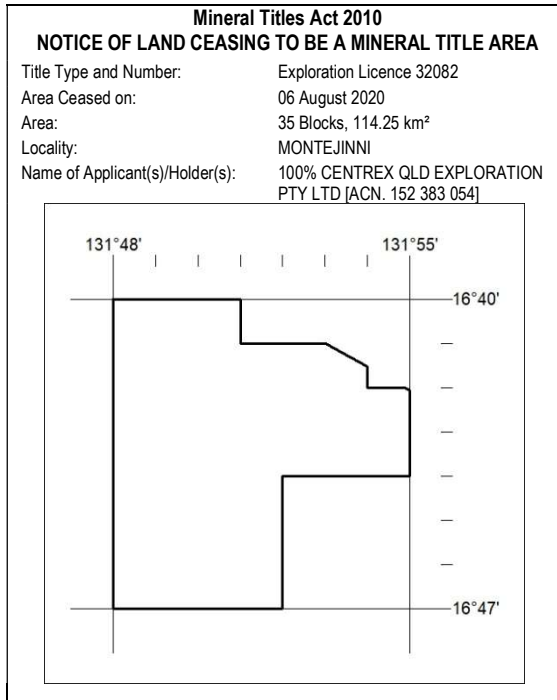 Mineral Titles Act 2010
NOTICE OF LAND CEASING TO BE A MINERAL TITLE AREA
Title Type and Number: Exploration Licence 32082
Area Ceased on: 06 August 2020
Area: 35 Blocks, 114.25 km²
Locality: MONTEJINNI
Name of Applicant(s)/Holder(s): 100% CENTREX QLD EXPLORATION
PTY LTD [ACN. 152 383 054]
131°48' 131°55'
16°40'
16°47'